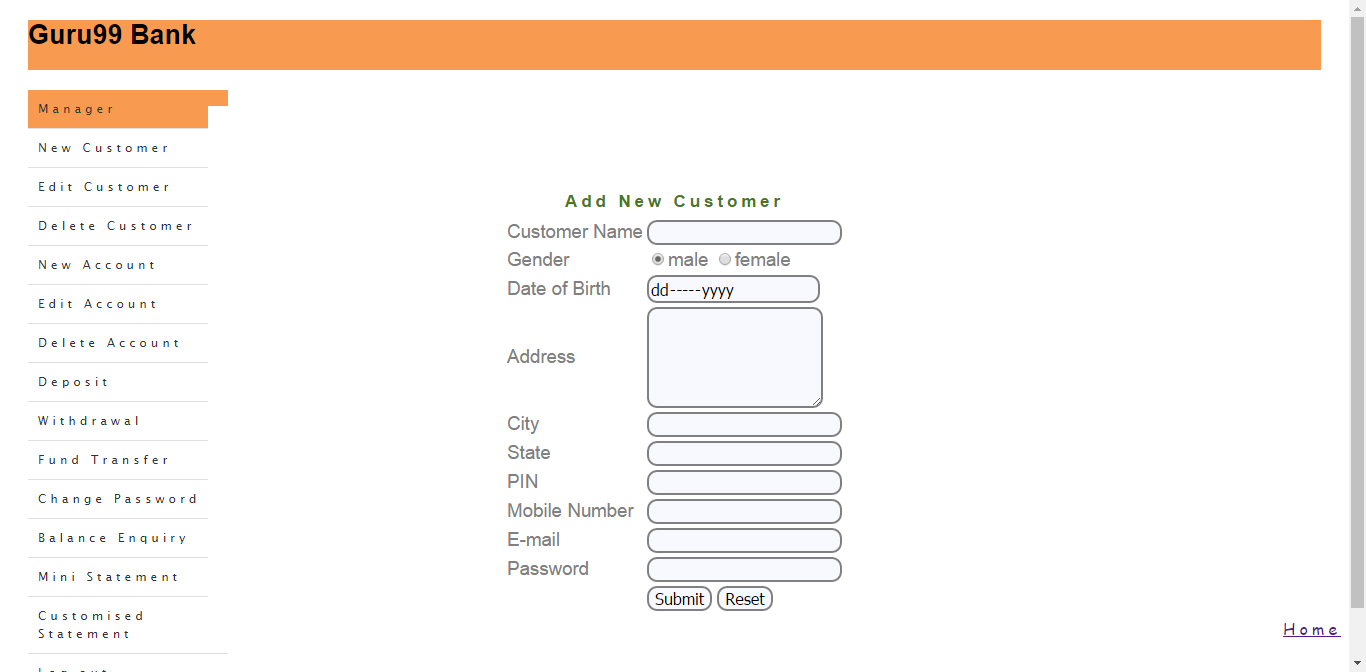 Guru99 Bank
Manager
New Customer
Edit Customer
Delete Customer
New Account
Edit Account
Delete Account
Deposit
Withdrawal
Fund Transfer
Change Password
Balance Enquiry
Mini Statement
Customised
Statement
Add New Customer
Customer Name
Gender male female
Date of Birth dd-----yyyy
Address
City
State
PIN
Mobile Number
E-mail
Password
Submit Reset
Home